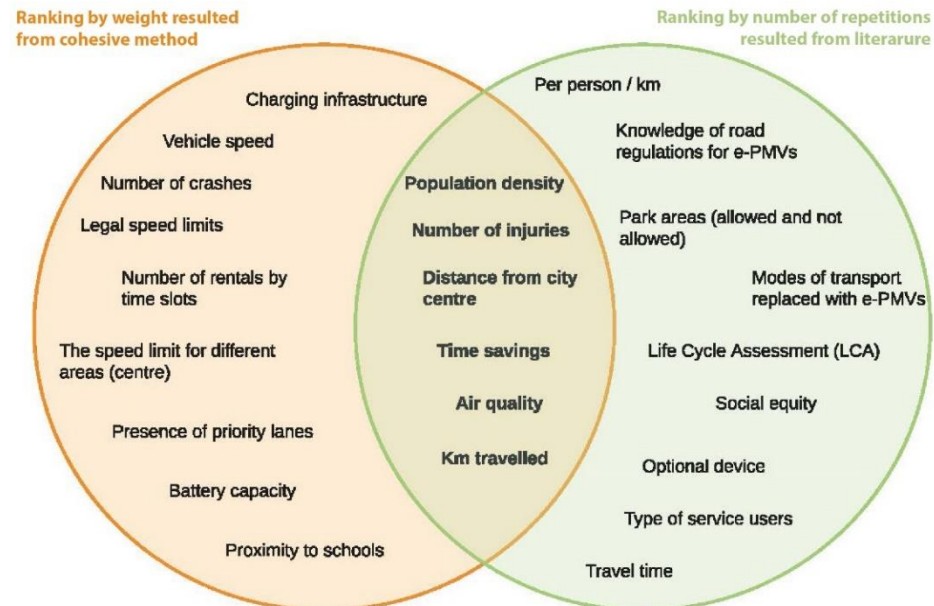 Ranking by weight resulted
from cohesive method
Ranking by number of repetitions
resulted from literarure
Charging infrastructure
Vehicle speed
Number of crashes
Legal speed limits
Number of rentals by
time slots
The speed limit for different
areas (centre)
Presence of priority lanes
Battery capacity
Proximity to schools
Population density
Number of injuries
Distance from city
centre
Time savings
Air quality
Km travelled
Per person / km
Knowledge of road
regulations for e-PMVs
Park areas (allowed and not
allowed)
Modes of transport
replaced with e-PMVs
Life Cycle Assessment (LCA)
Social equity
Optional device
Type of service users
Travel time